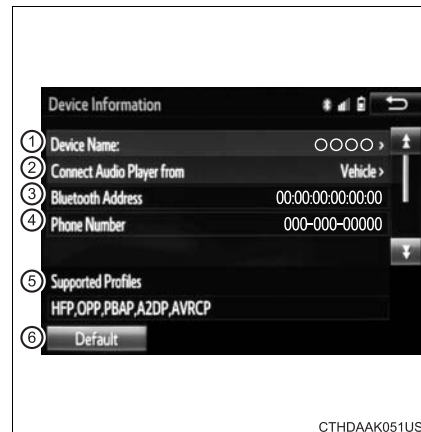 Device Information
① Device Name: ○○○○ ›
② Connect Audio Player from Vehicle ›
③ Bluetooth Address 00:00:00:00:00:00
④ Phone Number 000-000-00000
⑤ Supported Profiles
HFP,OPP,PBAP,A2DP,AVRCP
⑥ Default
CTHDAAK051US